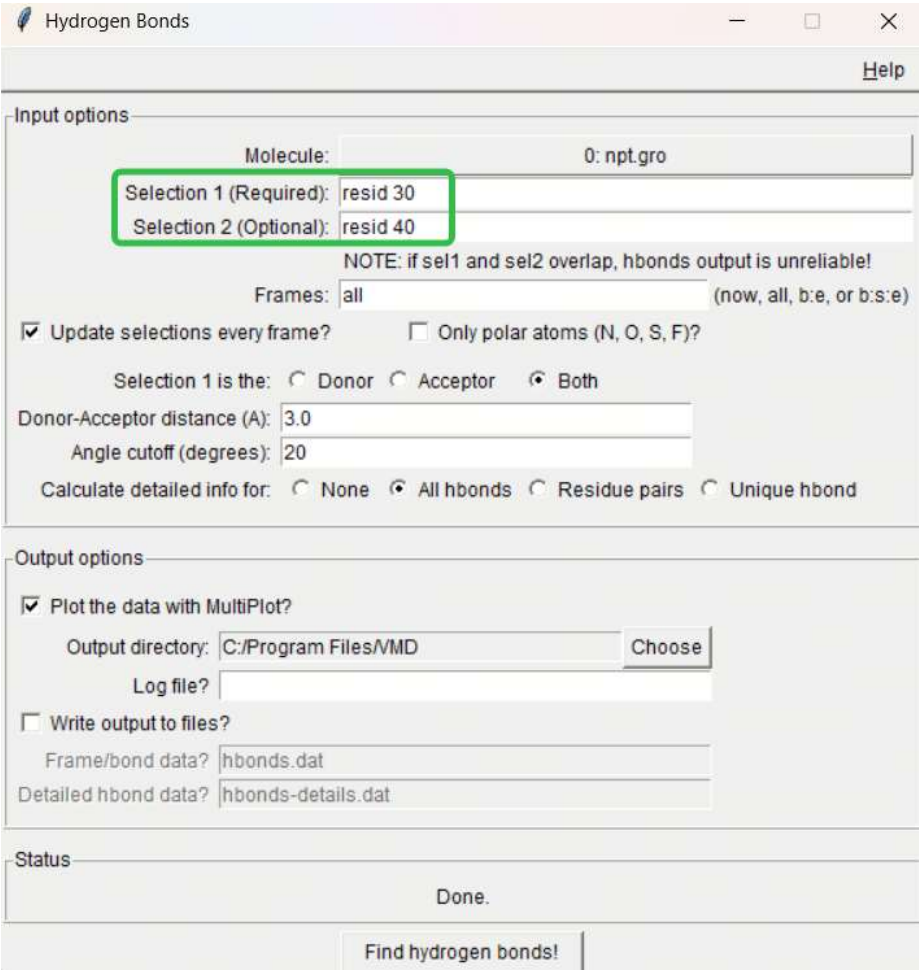 Hydrogen Bonds
Help
Input options
Molecule: 0: npt.gro
Selection 1 (Required): resid 30
Selection 2 (Optional): resid 40
NOTE: if sel1 and sel2 overlap, hbonds output is unreliable!
Frames: all (now, all, b:e, or b:s:e)
Update selections every frame? Only polar atoms (N, O, S, F)?
Selection 1 is the: Donor Acceptor Both
Donor-Acceptor distance (A): 3.0
Angle cutoff (degrees): 20
Calculate detailed info for: None All hbonds Residue pairs Unique hbond
Output options
Plot the data with MultiPlot?
Output directory: C:/Program Files/VMD Choose
Log file?
Write output to files?
Frame/bond data? hbonds.dat
Detailed hbond data? hbonds-details.dat
Status
Done.
Find hydrogen bonds!